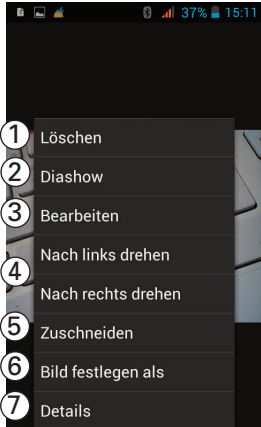 37% 15:11
1 Löschen
2 Diashow
3 Bearbeiten
Nach links drehen
4
Nach rechts drehen
5 Zuschneiden
6 Bild festlegen als
7 Details